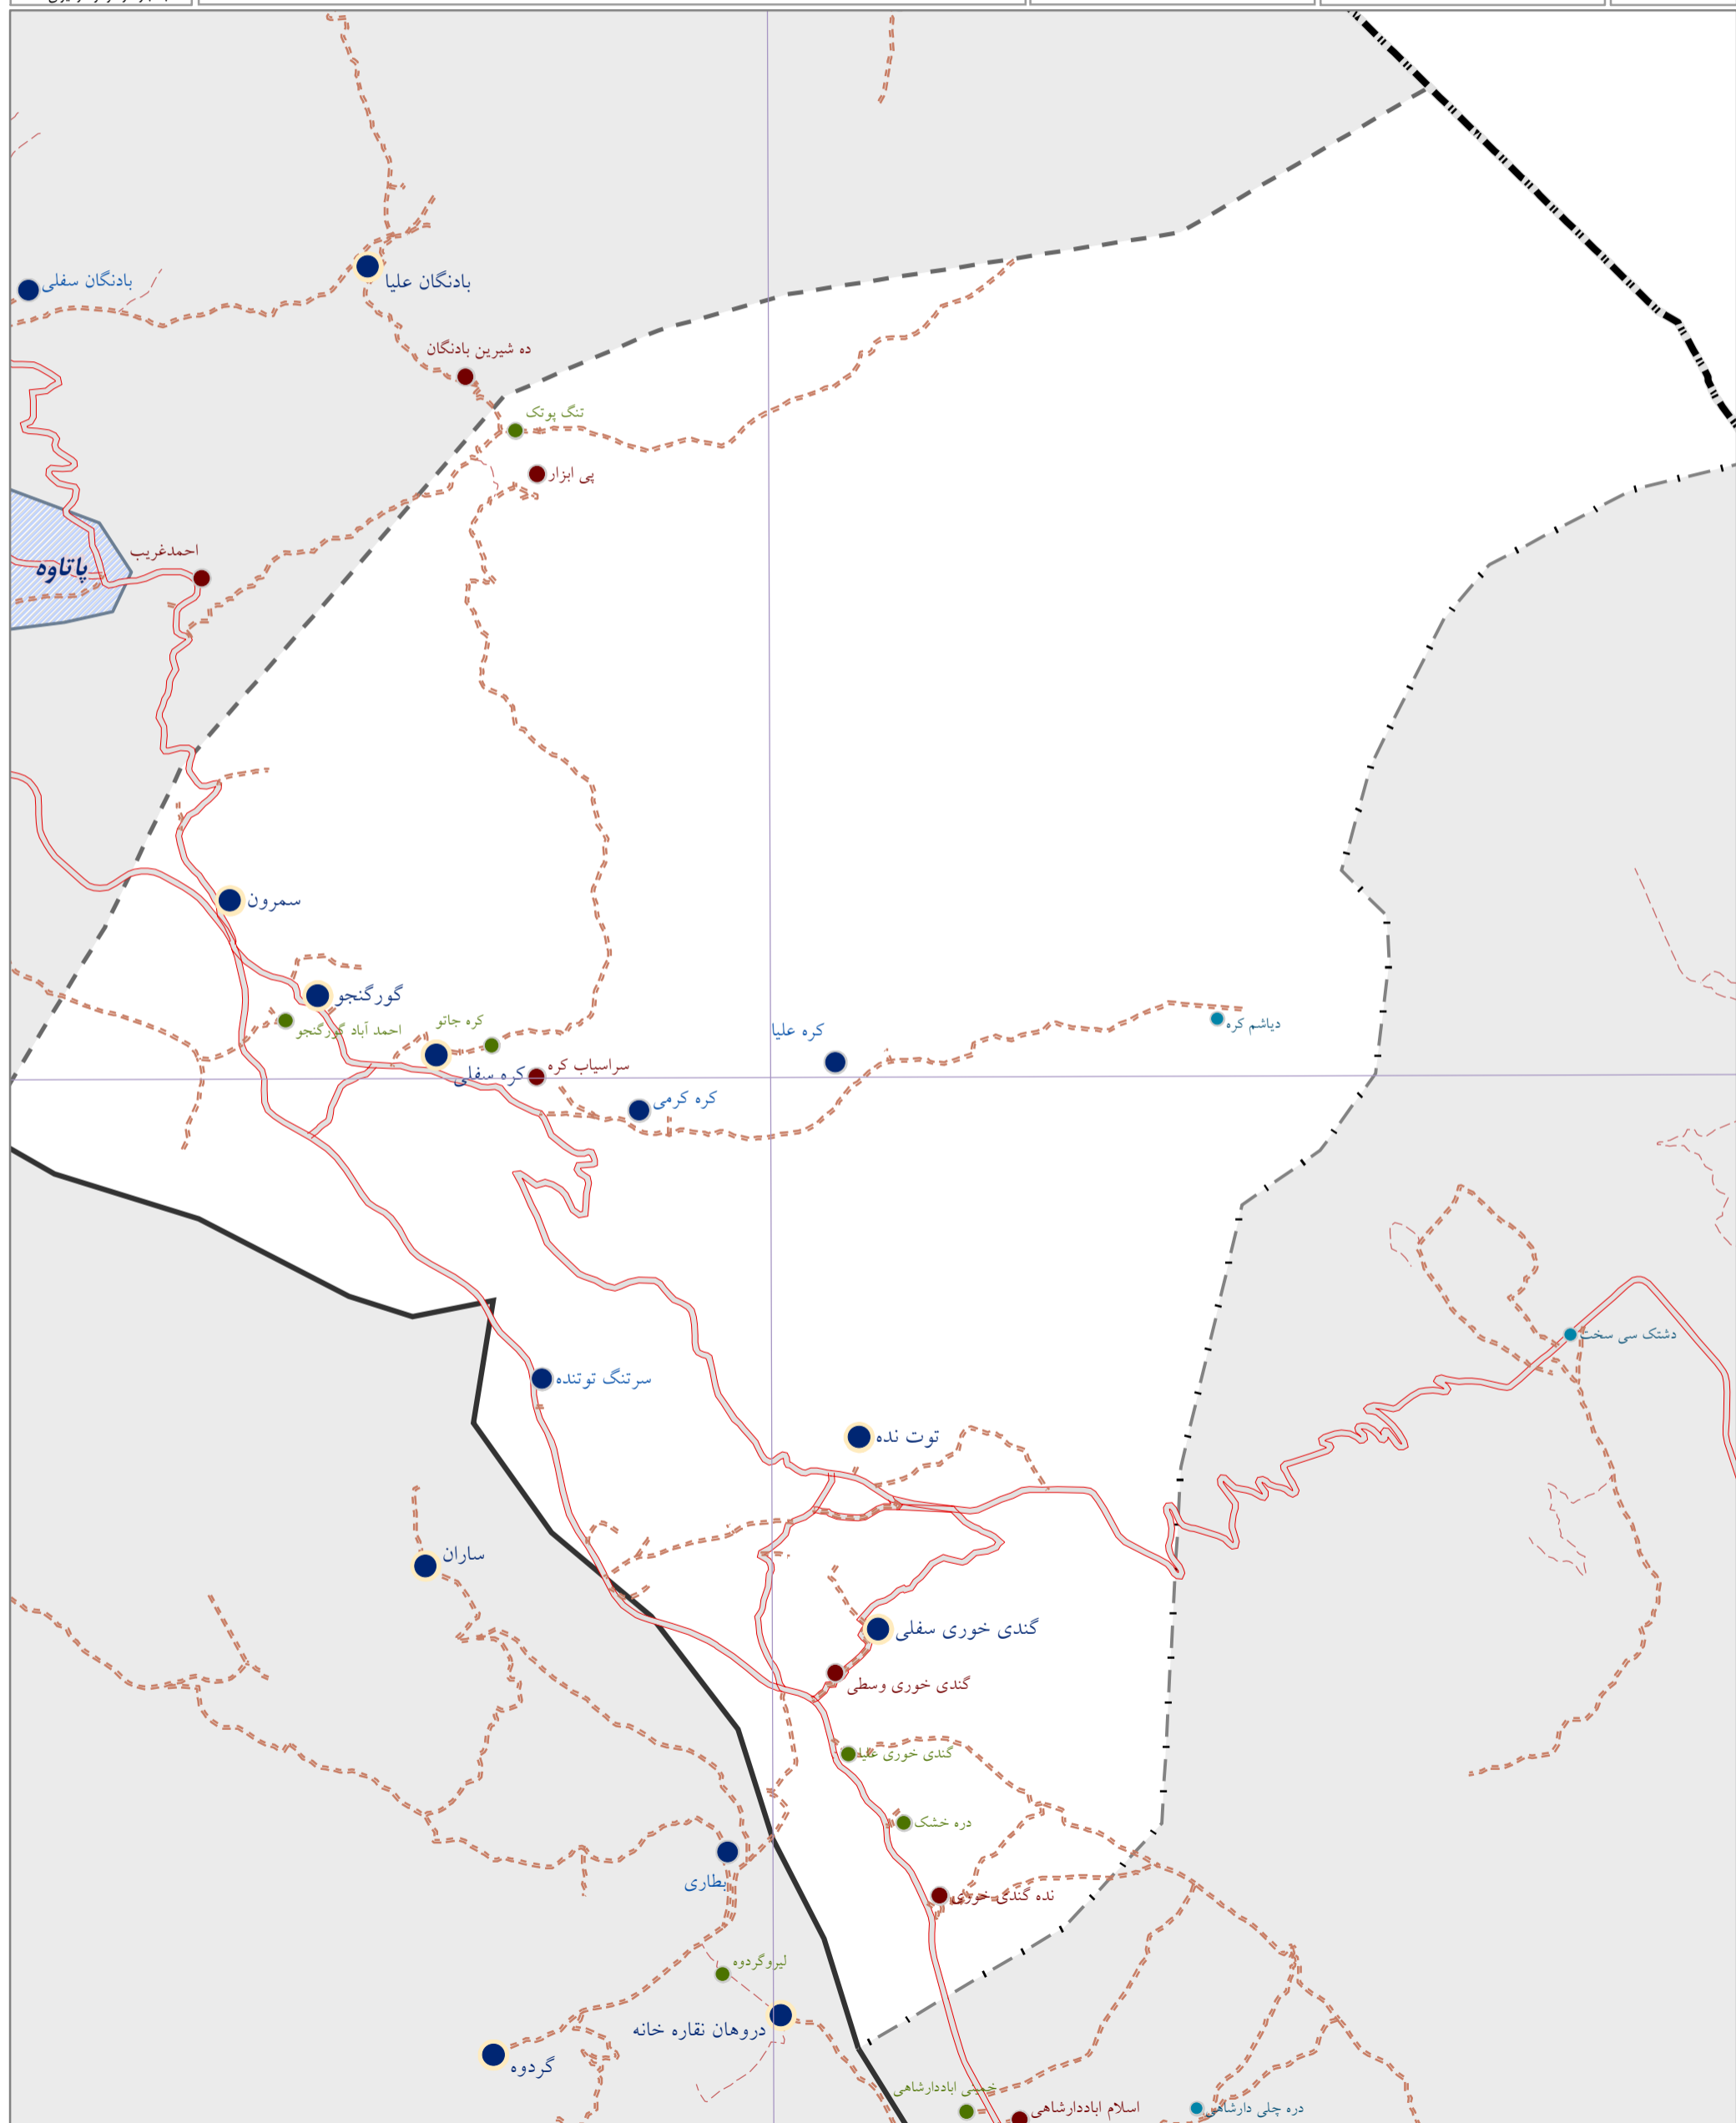 بادنگان سفلی
بادنگان علیا
ده شیرین بادنگان
تنگ پوتک
پی ابزار
احمدغریب
پاتاوه
سمرون
گورگنجو
احمد آباد گورگنجو
کره جاتو
کره سفلی
سراسیاب کره
کره علیا
کره کرمی
دیاشم کره
دشتک سی سخت
سرتنگ توتنده
توت نده
ساران
گندی خوری سفلی
گندی خوری وسطی
گندی خوری علیا
دره خشک
بطاری
نده گندی خوری
لیروگردوه
دروهان نقاره خانه
گردوه
خمینی اباددارشاهی
اسلام اباددارشاهی
دره چلی دارشاهی